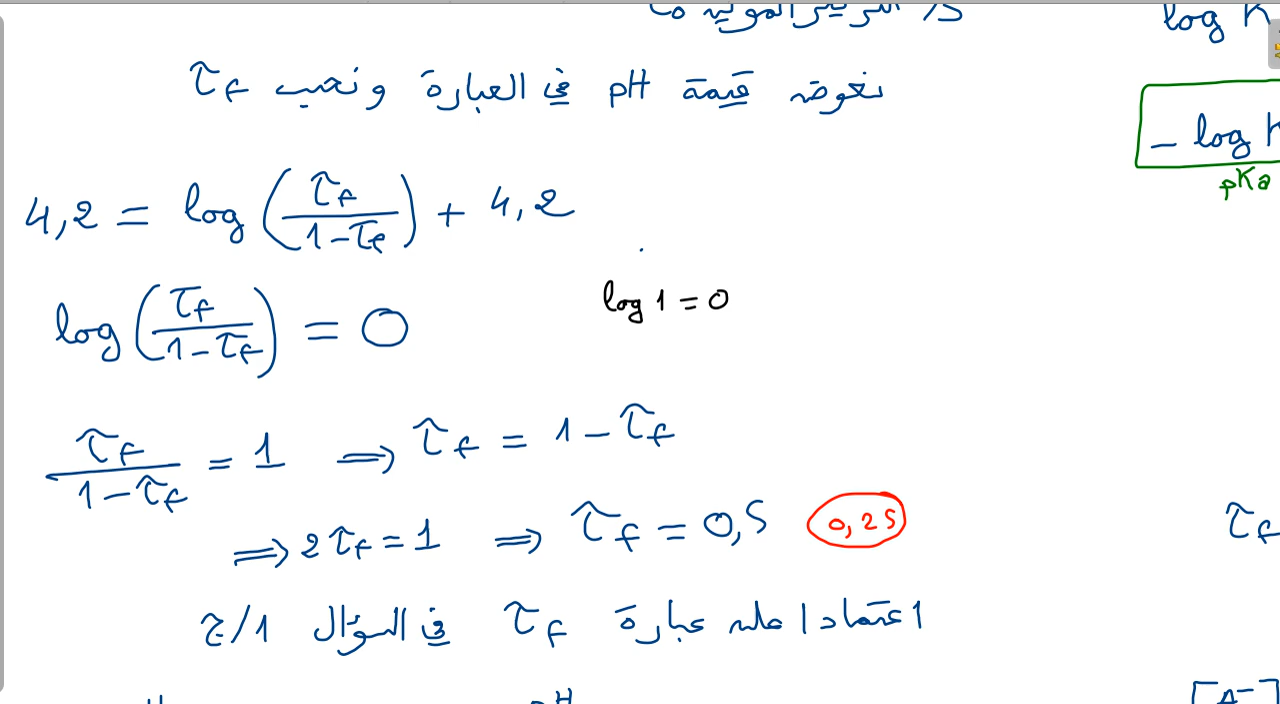 log K
نعوض قيمة pH في العبارة ونحسب τf
- log K
pKa
4,2 = log (τf / 1-τf) + 4,2
log (τf / 1-τf) = 0
log 1 = 0
τf / 1-τf = 1 ⟹ τf = 1-τf
⟹ 2τf = 1 ⟹ τf = 0,5
0,25
τf
اعتمادا على عبارة τf في السؤال 1/ج
pH
[A-]